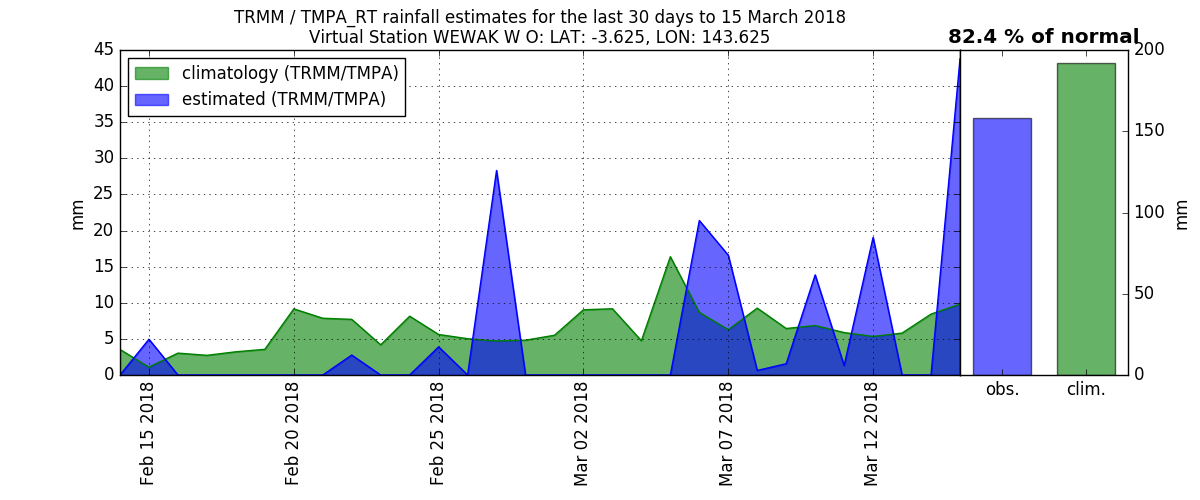 TRMM / TMPA_RT rainfall estimates for the last 30 days to 15 March 2018
Virtual Station WEWAK W O: LAT: -3.625, LON: 143.625
82.4 % of normal
climatology (TRMM/TMPA)
estimated (TRMM/TMPA)
45
40
35
30
25
20
15
10
5
0
mm
Feb 15 2018
Feb 20 2018
Feb 25 2018
Mar 02 2018
Mar 07 2018
Mar 12 2018
obs.
clim.
200
150
100
50
0
mm